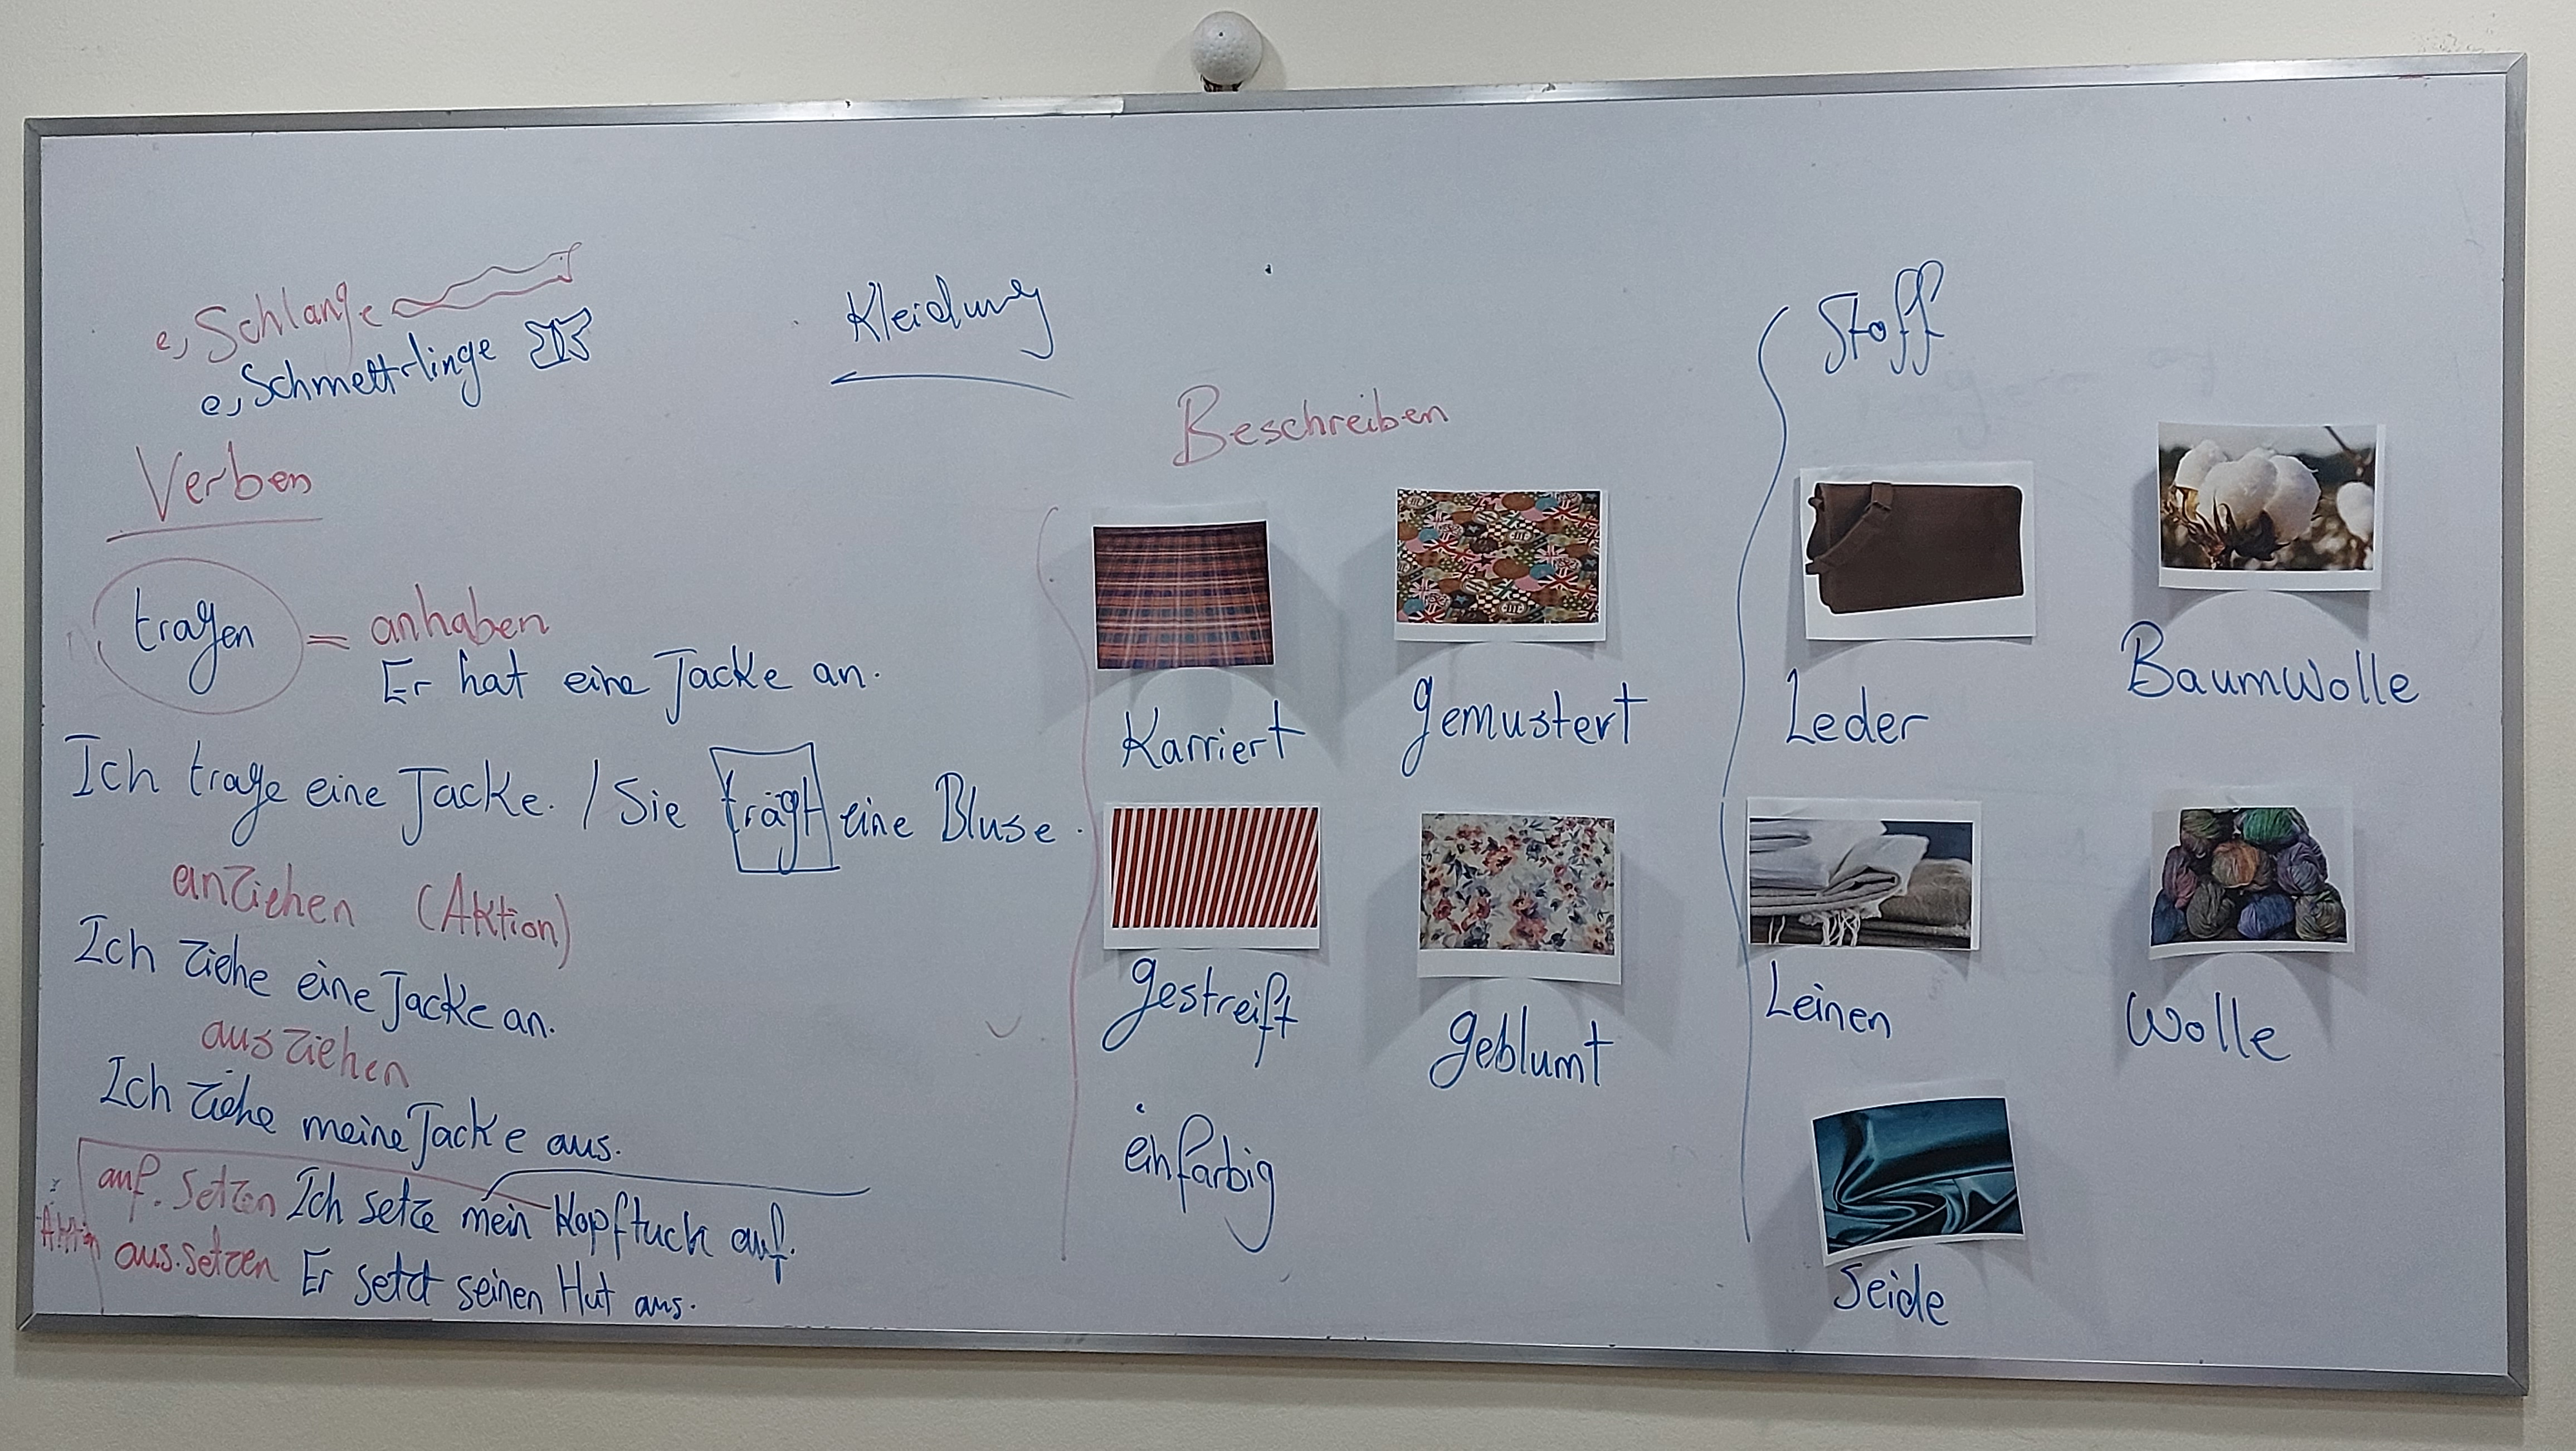 e, Schlange
e, Schmetterlinge
Kleidung
Verben
tragen = anhaben
Er hat eine Jacke an.
Ich trage eine Jacke. / Sie trägt eine Bluse.
anziehen (Aktion)
Ich ziehe eine Jacke an.
ausziehen
Ich ziehe meine Jacke aus.
auf.setzen Ich setze mein Kopftuch auf.
Aktion
aus.setzen Er setzt seinen Hut aus.
Beschreiben
Karriert
gemustert
gestreift
geblumt
einfarbig
Stoff
Leder
Baumwolle
Leinen
Wolle
Seide